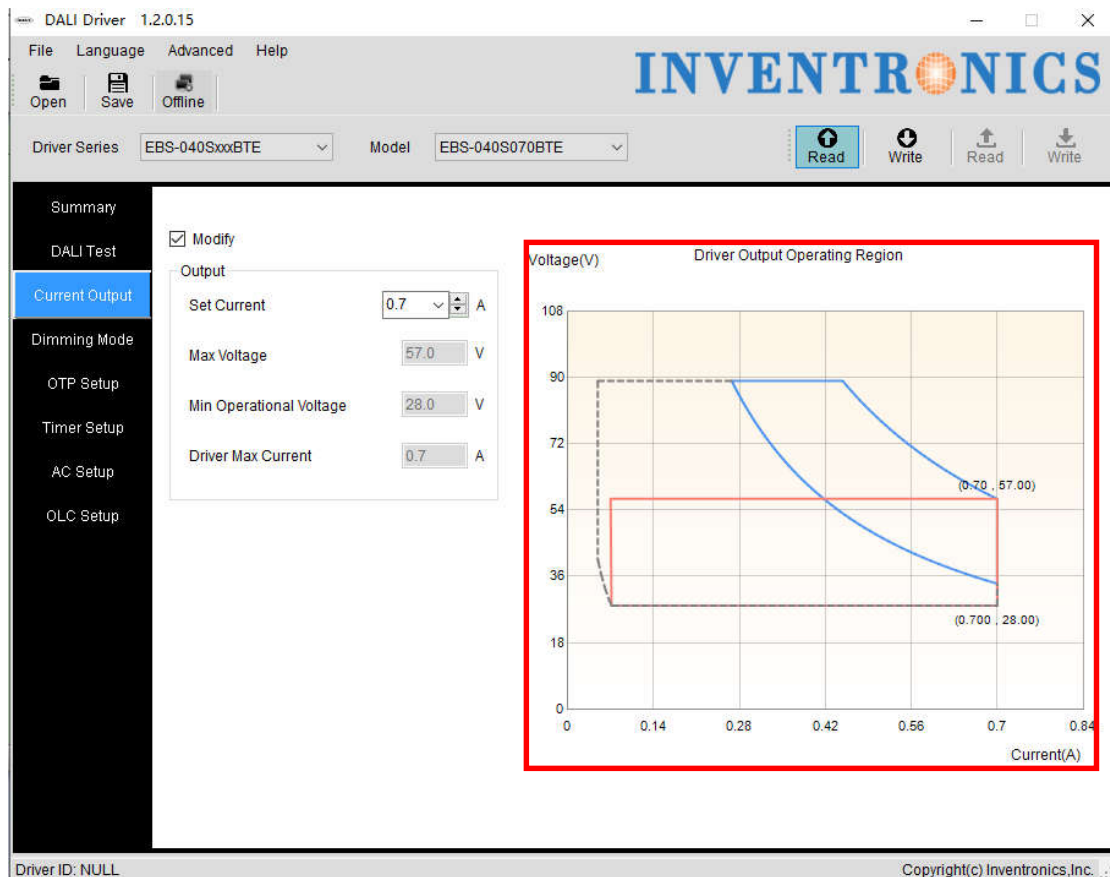 DALI Driver 1.2.0.15
File Language Advanced Help
INVENTRONICS
Open Save Offline
Driver Series EBS-040SxxxBTE Model EBS-040S070BTE Read Write Read Write
Summary
DALI Test
Current Output
Dimming Mode
OTP Setup
Timer Setup
AC Setup
OLC Setup
Modify
Output
Set Current 0.7 A
Max Voltage 57.0 V
Min Operational Voltage 28.0 V
Driver Max Current 0.7 A
Voltage(V) Driver Output Operating Region
108
90
72
(0.70 , 57.00)
54
36
(0.700 , 28.00)
18
0
0 0.14 0.28 0.42 0.56 0.7 0.84
Current(A)
Driver ID: NULL Copyright(c) Inventronics,Inc.